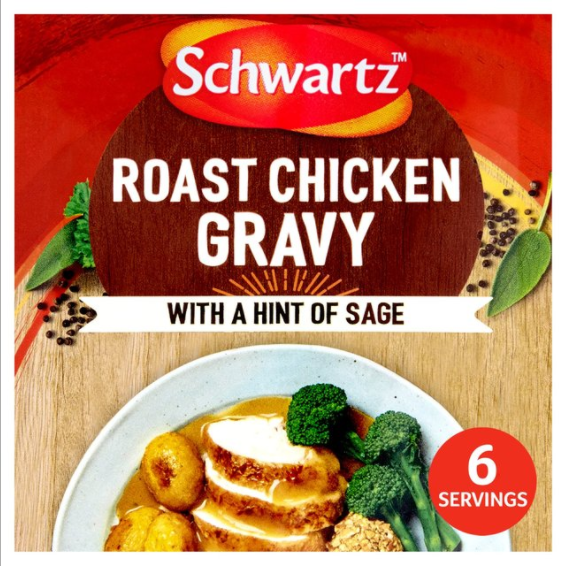 Schwartz™
ROAST CHICKEN
GRAVY
WITH A HINT OF SAGE
6
SERVINGS